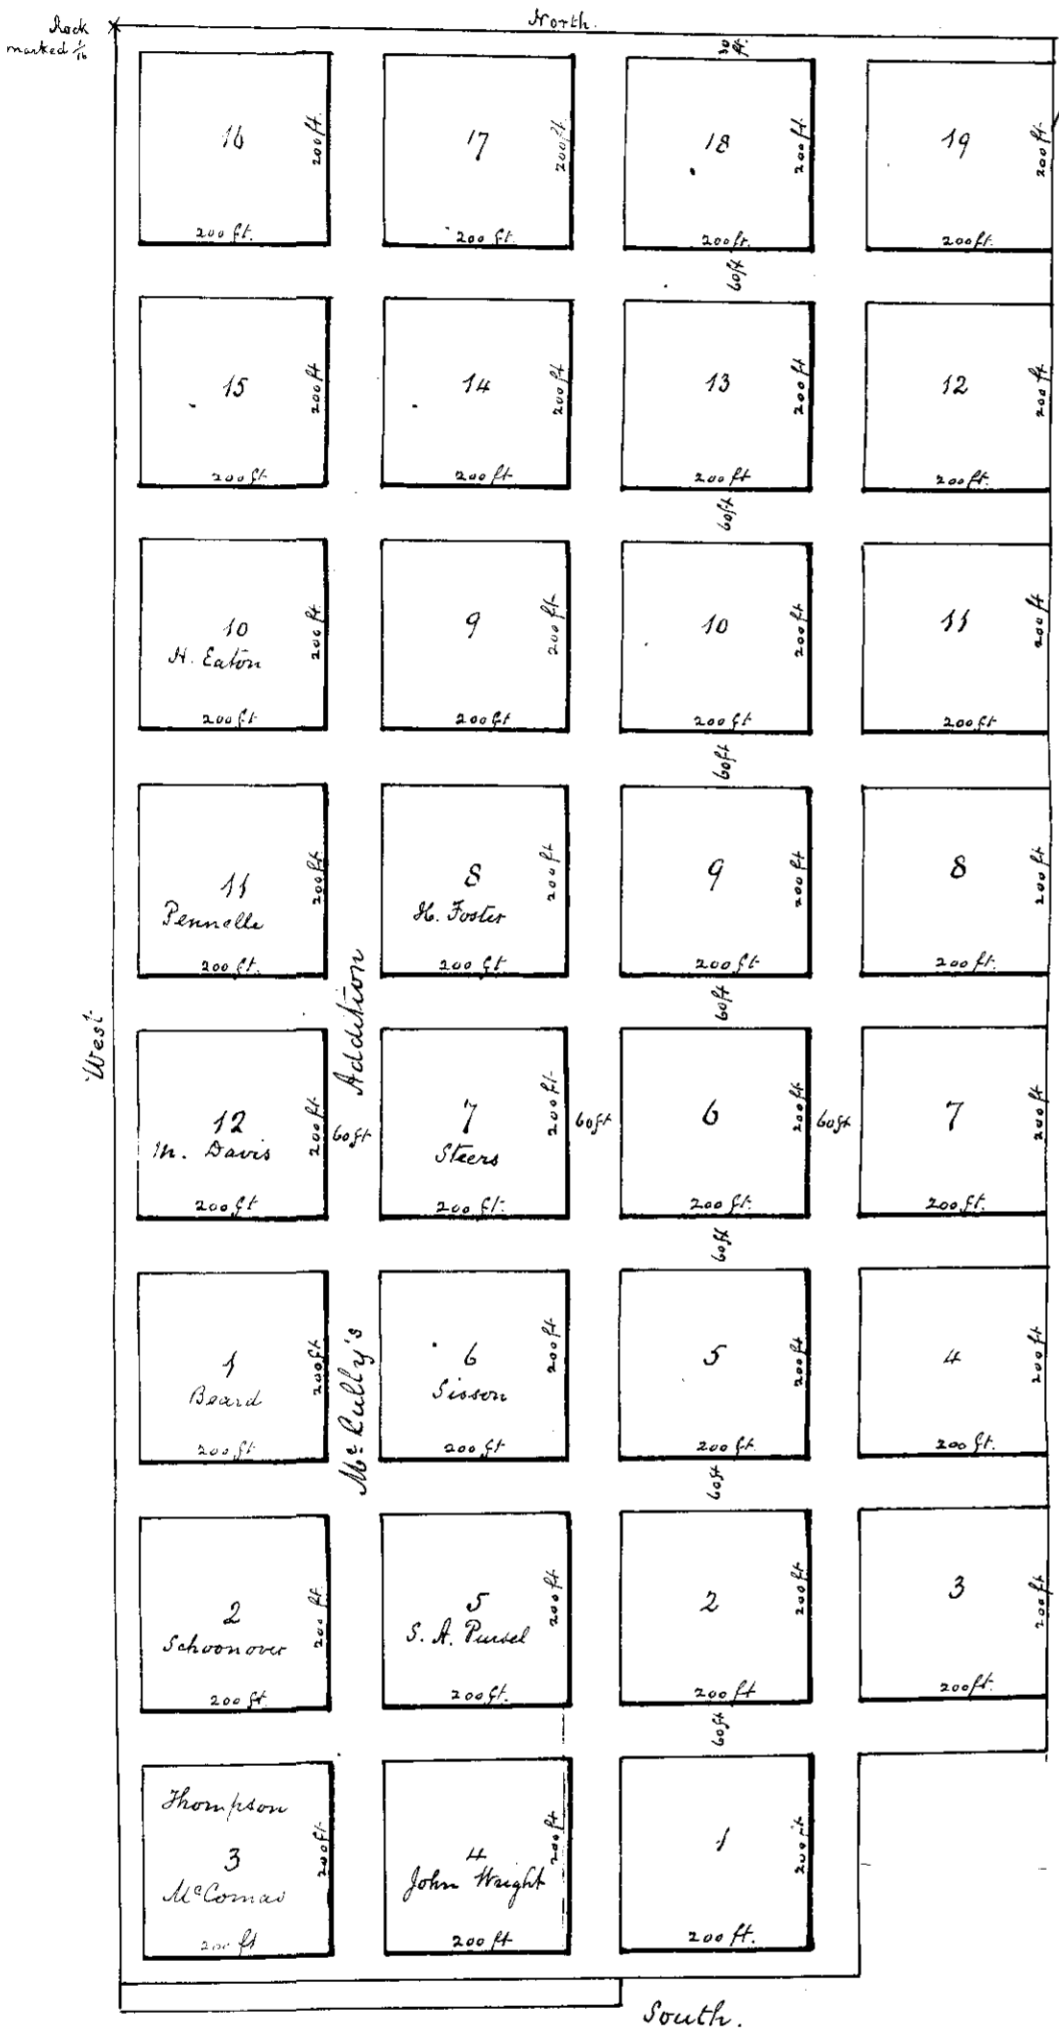 North.
Rock
marked 1/16
30 ft.
16
200 ft.
200 ft.
17
200 ft.
200 ft.
18
200 ft.
200 ft.
19
200 ft.
200 ft.
60 ft
15
200 ft
200 ft.
14
200 ft
200 ft.
13
200 ft
200 ft
12
200 ft
200 ft.
60 ft
10
H. Eaton
200 ft.
200 ft
9
200 ft.
200 ft
10
200 ft
200 ft
11
200 ft
200 ft.
60 ft
11
Pennelle
200 ft
200 ft.
8
H. Foster
200 ft
200 ft.
9
200 ft
200 ft
8
200 ft
200 ft.
60 ft
West
Addition
12
M. Davis
200 ft
200 ft
60 ft
7
Steers
200 ft.
200 ft.
60 ft
6
200 ft
200 ft.
60 ft
7
200 ft
200 ft.
60 ft
Mc Cully's
1
Beard
200 ft
200 ft
6
Sisson
200 ft
200 ft
5
200 ft
200 ft.
4
200 ft
200 ft.
60 ft
2
Schoonover
200 ft.
200 ft
5
S. A. Pursel
200 ft
200 ft.
2
200 ft
200 ft
3
200 ft
200 ft.
60 ft
Thompson
3
200 ft
200 ft
4
John Wright
200 ft
200 ft
1
200 ft
200 ft.
South.